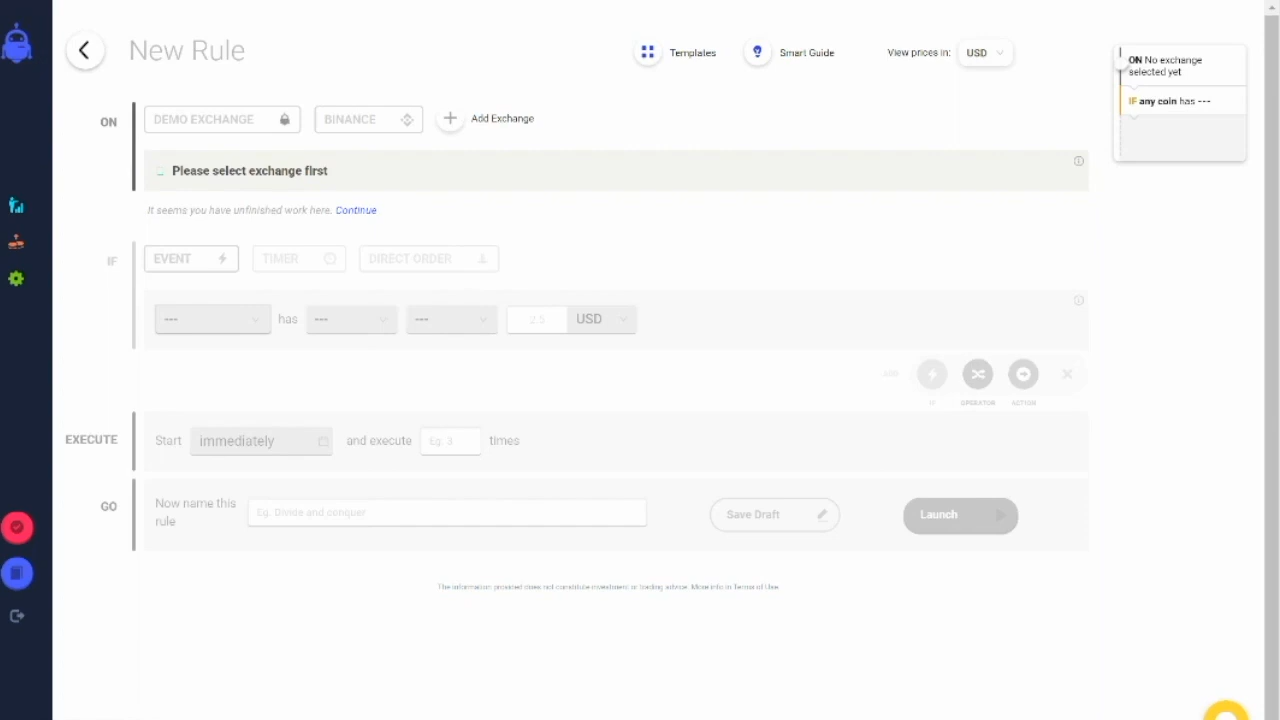 New Rule
Templates
Smart Guide
View prices in:
USD
ON
DEMO EXCHANGE
BINANCE
Add Exchange
Please select exchange first
It seems you have unfinished work here. Continue
IF
EVENT
TIMER
DIRECT ORDER
--- has --- --- 2.5 USD
ADD
IF
OPERATOR
ACTION
EXECUTE
Start immediately and execute Eg. 3 times
GO
Now name this
rule
Eg. Divide and conquer
Save Draft
Launch
The information provided does not constitute investment or trading advice. More info in Terms of Use.
ON No exchange
selected yet
IF any coin has ---